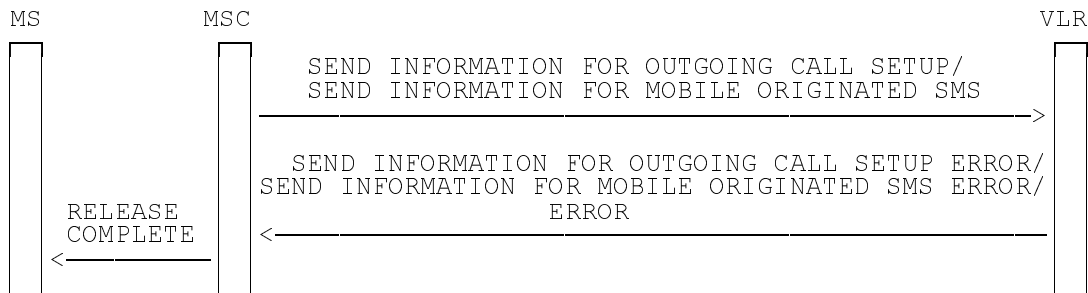 MS MSC VLR
SEND INFORMATION FOR OUTGOING CALL SETUP/
SEND INFORMATION FOR MOBILE ORIGINATED SMS
SEND INFORMATION FOR OUTGOING CALL SETUP ERROR/
SEND INFORMATION FOR MOBILE ORIGINATED SMS ERROR/
ERROR
RELEASE
COMPLETE